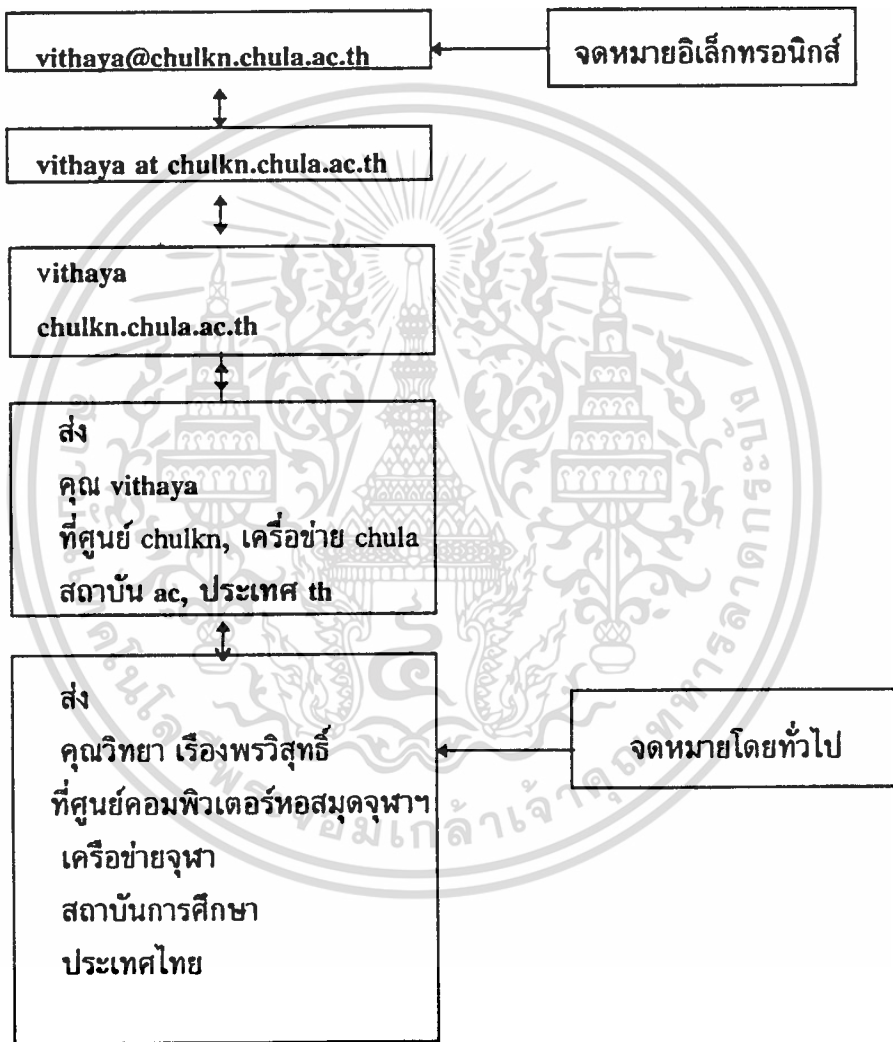 vithaya@chulkn.chula.ac.th
จดหมายอิเล็กทรอนิกส์
vithaya at chulkn.chula.ac.th
vithaya
chulkn.chula.ac.th
ส่ง
คุณ vithaya
ที่ศูนย์ chulkn, เครื่อข่าย chula
สถาบัน ac, ประเทศ th
ส่ง
คุณวิทยา เรืองพรวิสุทธิ์
ที่ศูนย์คอมพิวเตอร์หอสมุดจุฬาฯ
เครือข่ายจุฬา
สถาบันการศึกษา
ประเทศไทย
จดหมายโดยทั่วไป